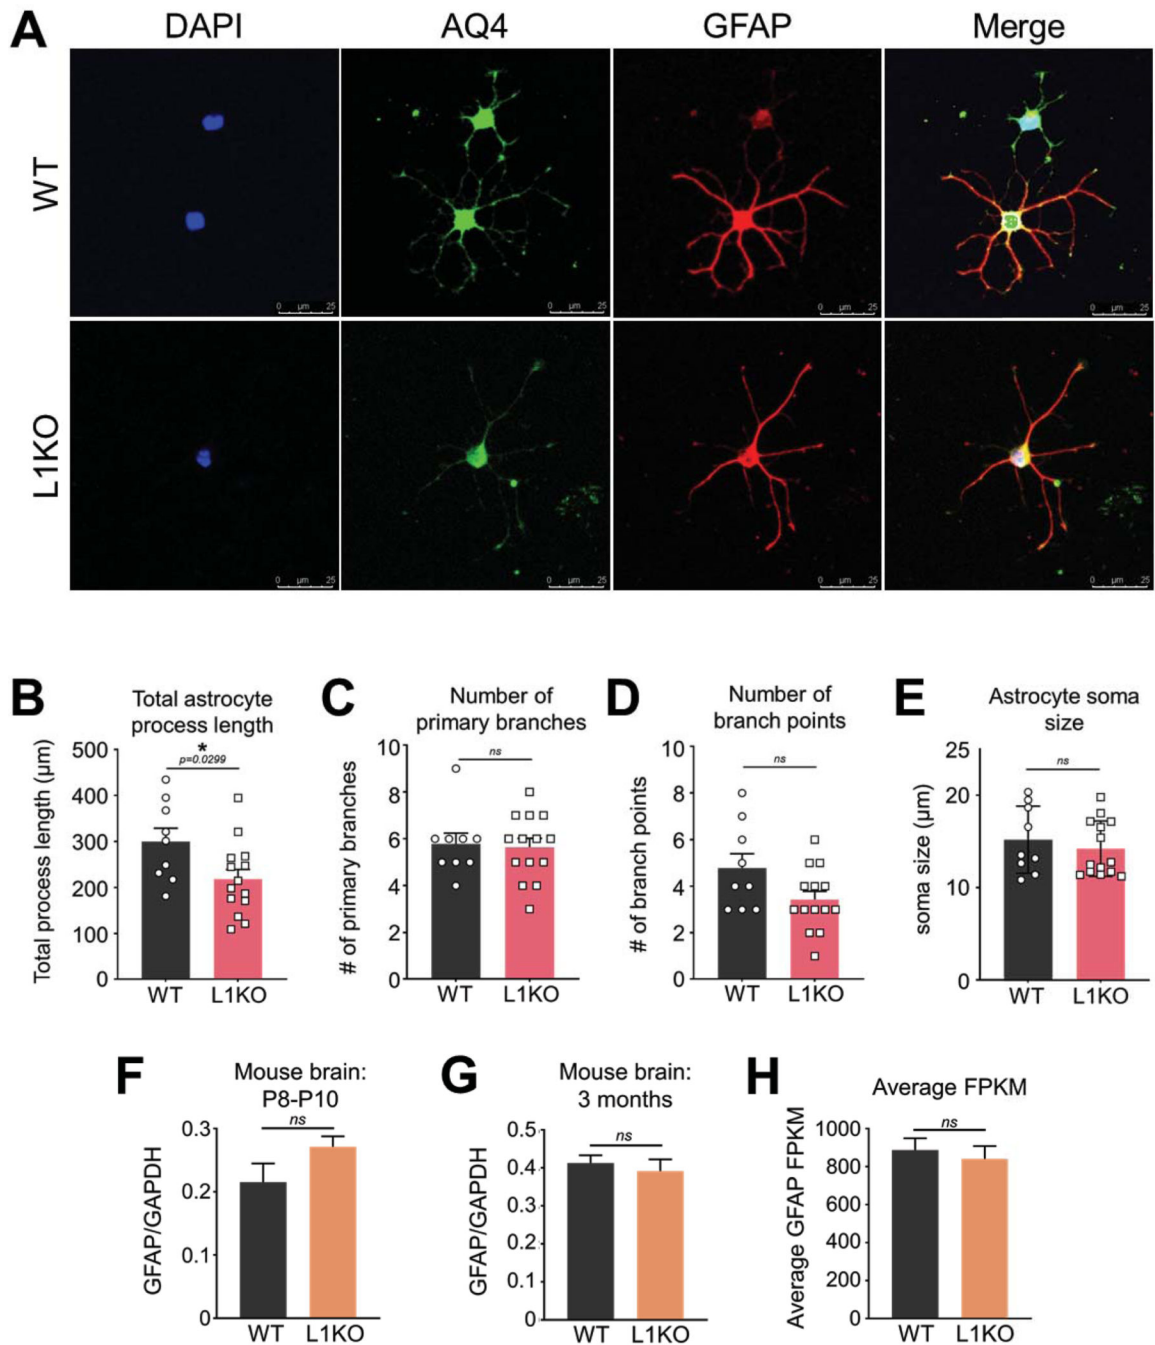 A
DAPI
AQ4
GFAP
Merge
WT
0 µm 25
0 µm 25
0 µm 25
0 µm 25
L1KO
0 µm 25
0 µm 25
0 µm 25
0 µm 25
B
Total astrocyte
process length
*
p=0.0299
Total process length (µm)
500
400
300
200
100
0
WT
L1KO
C
Number of
primary branches
ns
# of primary branches
10
8
6
4
2
0
WT
L1KO
D
Number of
branch points
ns
# of branch points
10
8
6
4
2
0
WT
L1KO
E
Astrocyte soma
size
ns
soma size (µm)
25
20
10
0
WT
L1KO
F
Mouse brain:
P8-P10
ns
GFAP/GAPDH
0.3
0.2
0.1
0
WT
L1KO
G
Mouse brain:
3 months
ns
GFAP/GAPDH
0.5
0.4
0.3
0.2
0.1
0
WT
L1KO
H
Average FPKM
ns
Average GFAP FPKM
1000
800
600
400
200
0
WT
L1KO